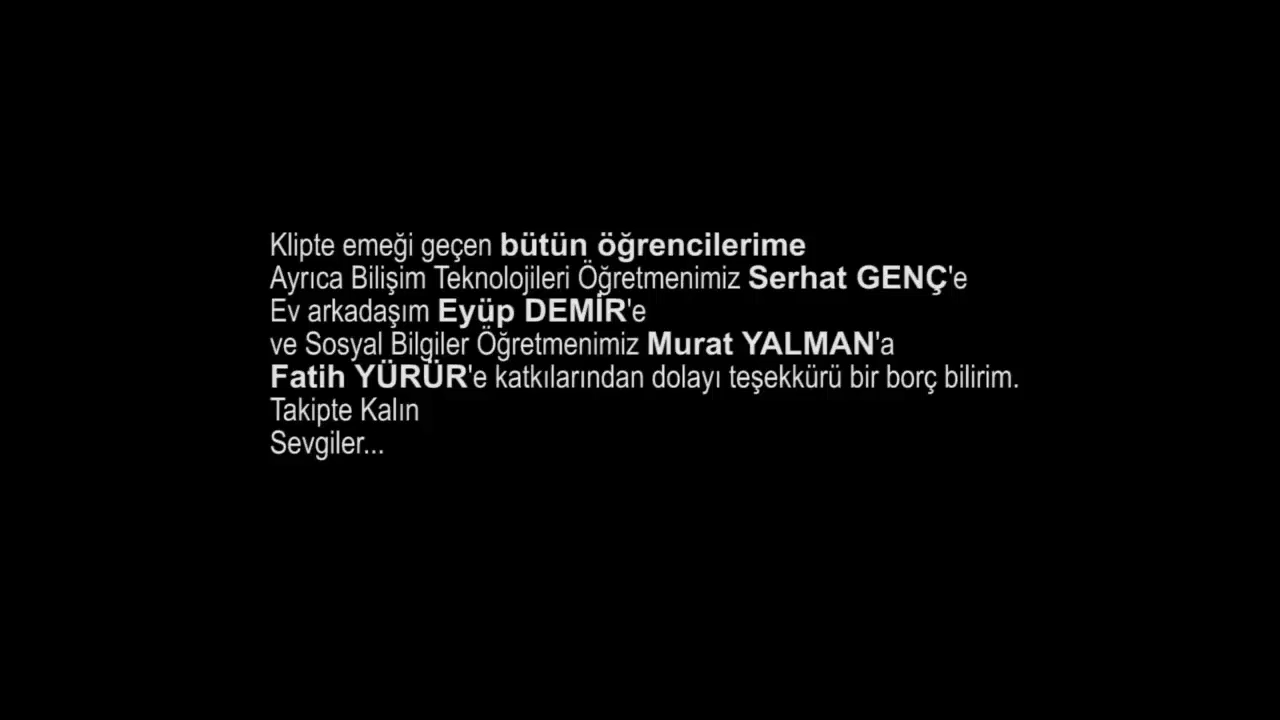 Klipte emeği geçen bütün öğrencilerime
Ayrıca Bilişim Teknolojileri Öğretmenimiz Serhat GENÇ'e
Ev arkadaşım Eyüp DEMİR'e
ve Sosyal Bilgiler Öğretmenimiz Murat YALMAN'a
Fatih YÜRÜR'e katkılarından dolayı teşekkürü bir borç bilirim.
Takipte Kalın
Sevgiler...